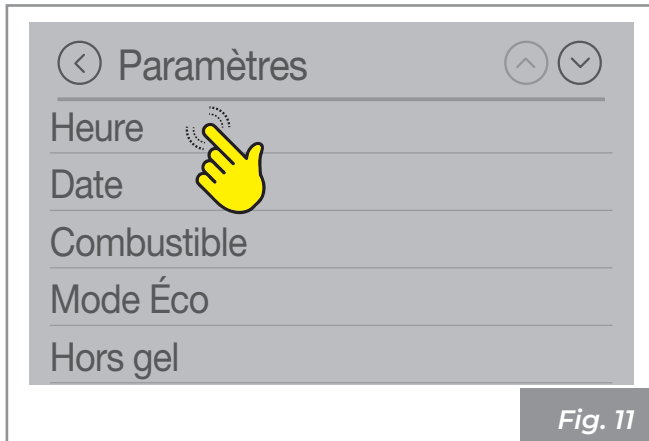 Paramètres
Heure
Date
Combustible
Mode Éco
Hors gel
Fig. 11